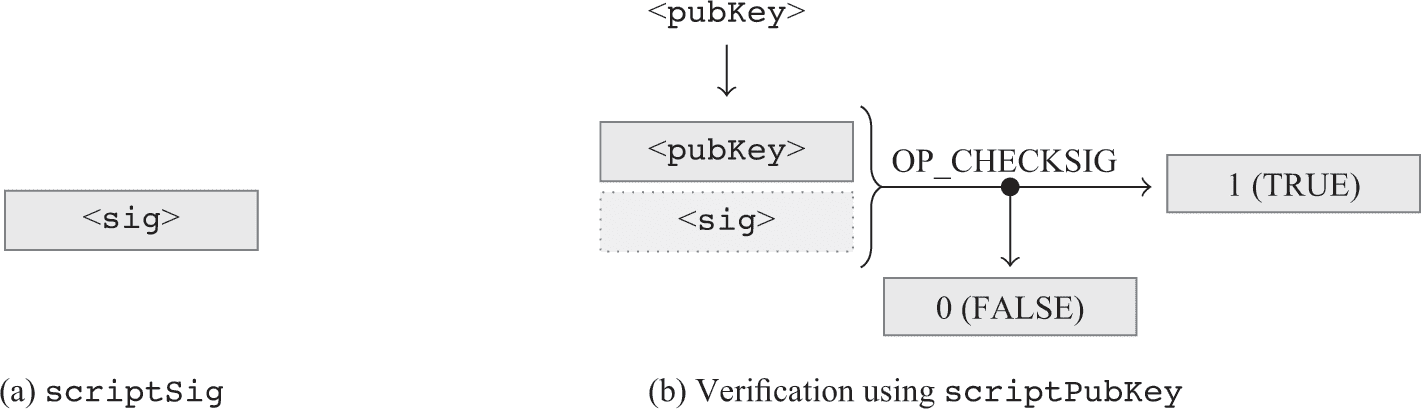 <pubKey>
<pubKey>
OP_CHECKSIG
1 (TRUE)
<sig>
<sig>
0 (FALSE)
(a) scriptSig
(b) Verification using scriptPubKey